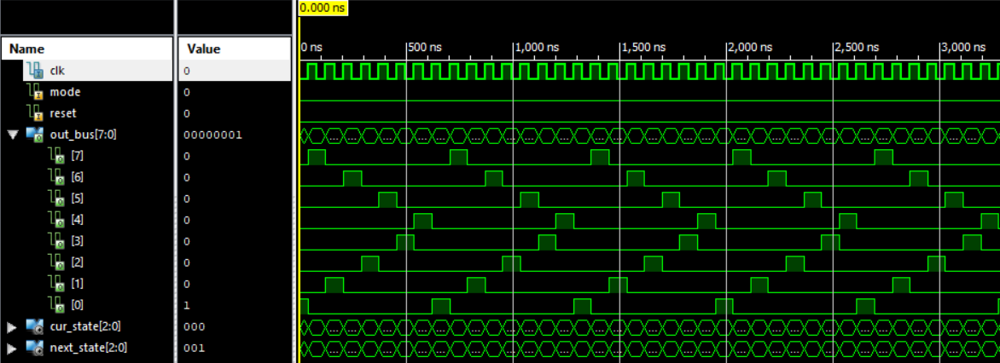 0.000 ns
Name Value
0 ns 500 ns 1,000 ns 1,500 ns 2,000 ns 2,500 ns 3,000 ns
clk 0
mode 0
reset 0
out_bus[7:0] 00000001
[7] 0
[6] 0
[5] 0
[4] 0
[3] 0
[2] 0
[1] 0
[0] 1
cur_state[2:0] 000
next_state[2:0] 001